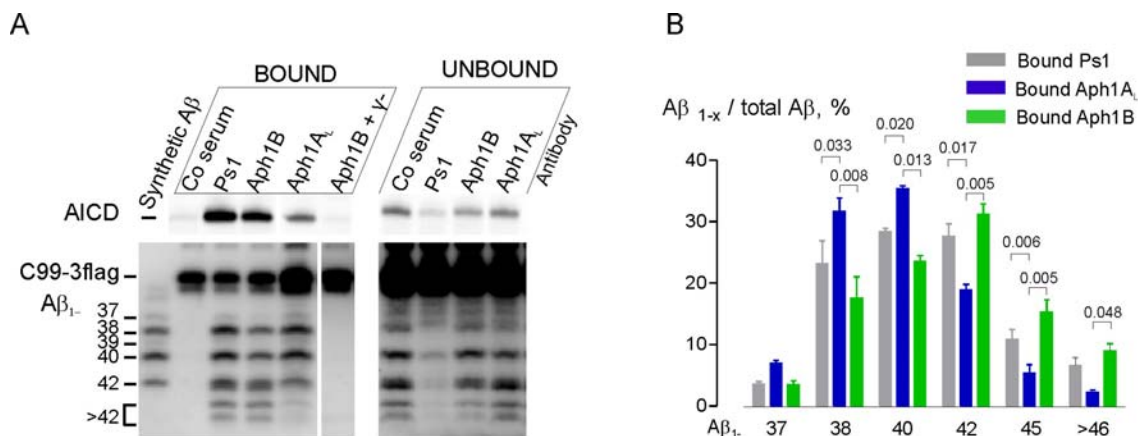 A
BOUND
UNBOUND
Synthetic Aβ
Co serum
Ps1
Aph1B
Aph1A_L
Aph1B + γ-
Co serum
Ps1
Aph1B
Aph1A_L
Antibody
AICD
C99-3flag
Aβ₁₋
37
38
39
40
42
>42
B
Bound Ps1
Bound Aph1A_L
Bound Aph1B
Aβ ₁₋ₓ / total Aβ, %
40
30
20
10
0
0.033
0.008
0.020
0.013
0.017
0.005
0.006
0.005
0.048
Aβ₁₋ 37 38 40 42 45 >46